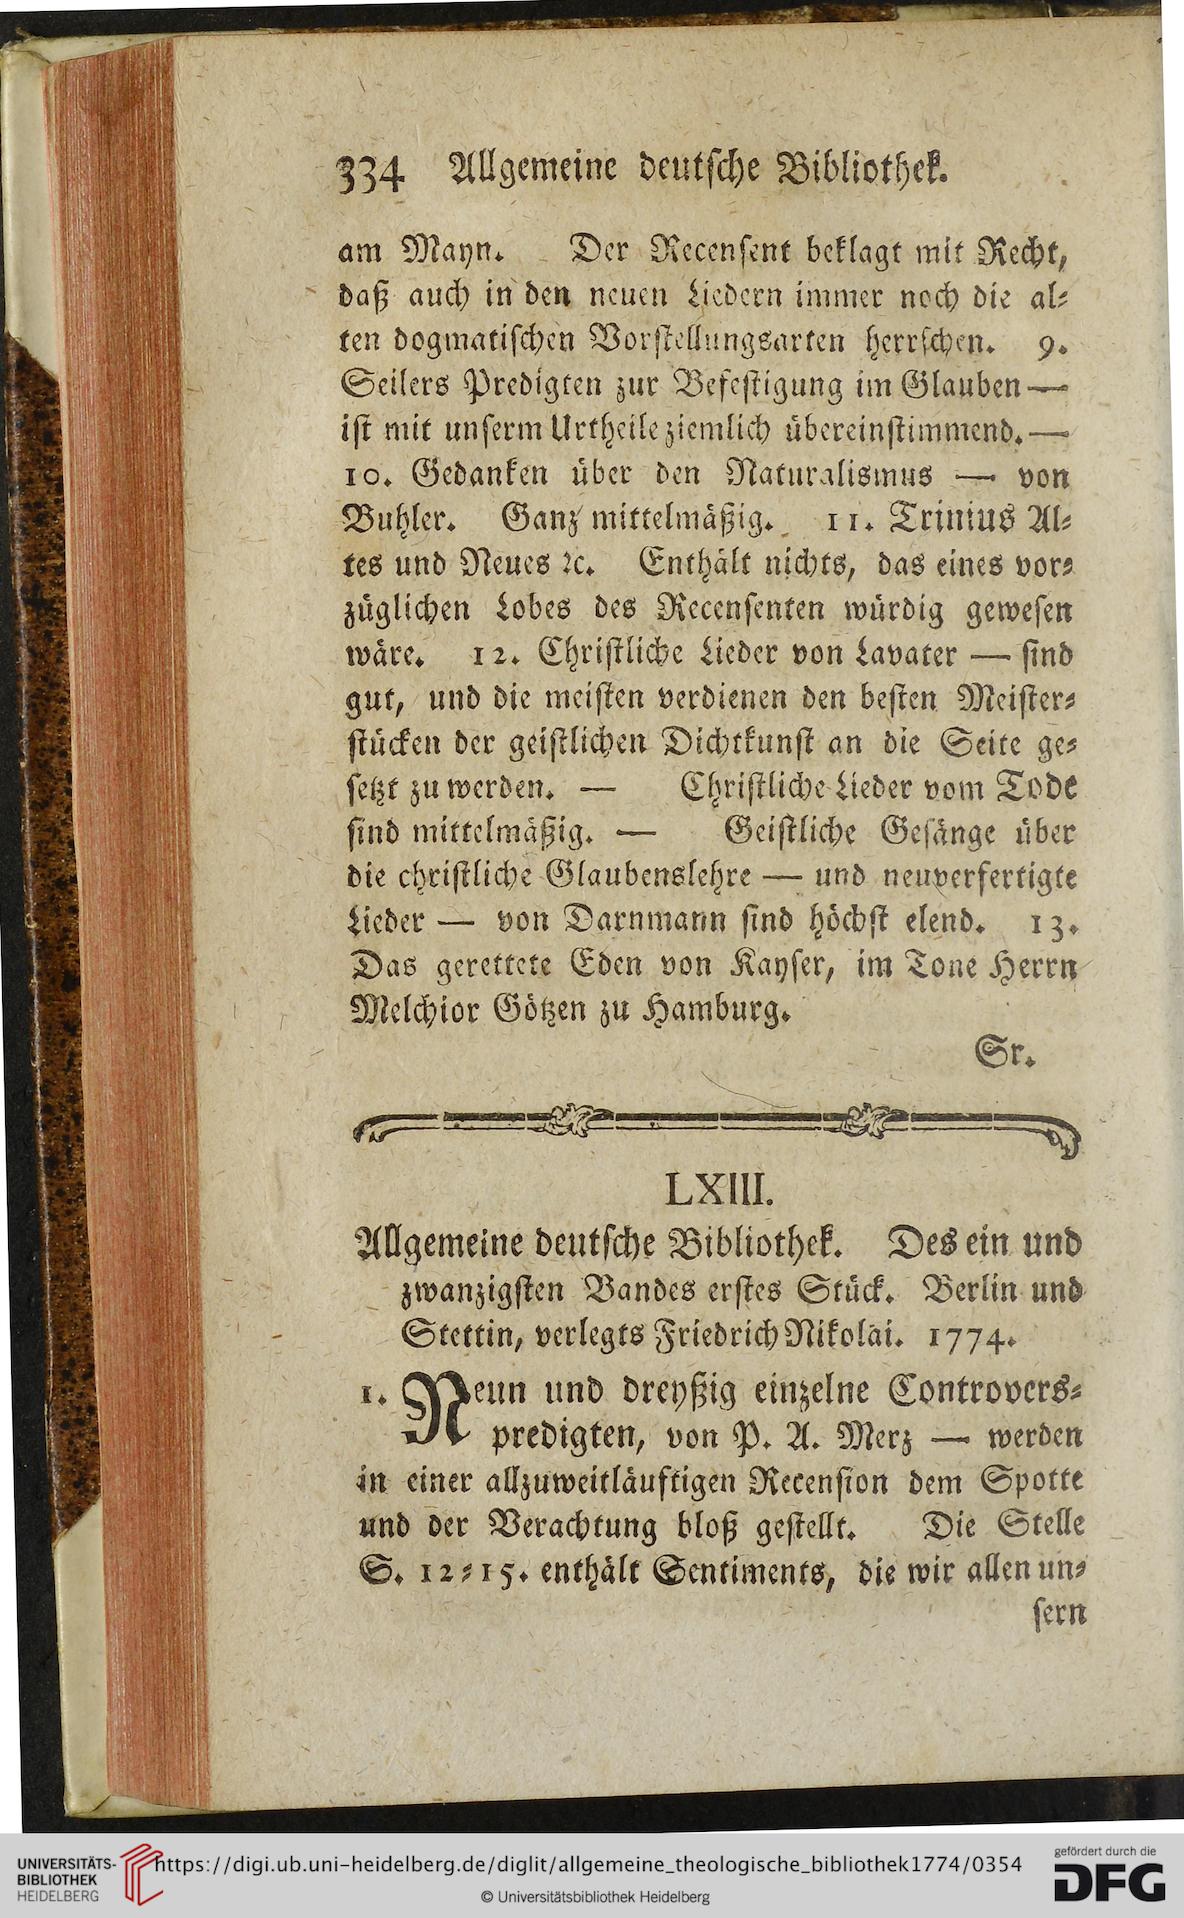 334 Allgemeine deutsche Bibliothek.
am Mayn. Der Recensent beklagt mit Recht,
daß auch in den neuen Liedern immer noch die al-
ten dogmatischen Vorstellungsarten herrschen. 9.
Seilers Predigten zur Befestigung im Glauben —
ist mit unserm Urtheile ziemlich übereinstimmend. —
10. Gedanken über den Naturalismus — von
Buhler. Ganz mittelmäßig. 11. Trinius Al-
tes und Neues ꝛc. Enthält nichts, das eines vor-
züglichen Lobes des Recensenten würdig gewesen
wäre. 12. Christliche Lieder von Lavater — sind
gut, und die meisten verdienen den besten Meister-
stücken der geistlichen Dichtkunst an die Seite ge-
setzt zu werden. — Christliche Lieder vom Tode
sind mittelmäßig. — Geistliche Gesänge über
die christliche Glaubenslehre — und neuverfertigte
Lieder — von Darnmann sind höchst elend. 13.
Das gerettete Eden von Kayser, im Tone Herrn
Melchior Götzen zu Hamburg.
Sr.
LXIII.
Allgemeine deutsche Bibliothek. Des ein und
zwanzigsten Bandes erstes Stück. Berlin und
Stettin, verlegts Friedrich Nikolai. 1774.
1. Neun und dreyßig einzelne Controvers-
predigten, von P. A. Merz — werden
in einer allzuweitläuftigen Recension dem Spotte
und der Verachtung bloß gestellt. Die Stelle
S. 12-15. enthält Sentiments, die wir allen un-
sern
UNIVERSITÄTS-
BIBLIOTHEK
HEIDELBERG
https://digi.ub.uni-heidelberg.de/diglit/allgemeine_theologische_bibliothek1774/0354
© Universitätsbibliothek Heidelberg
gefördert durch die
DFG